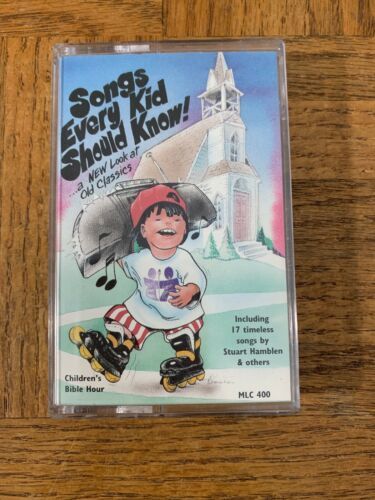 Songs
Every Kid
Should Know!
...a NEW Look at
Old Classics
Including
17 timeless
songs by
Stuart Hamblen
& others
Children's
Bible Hour
MLC 400